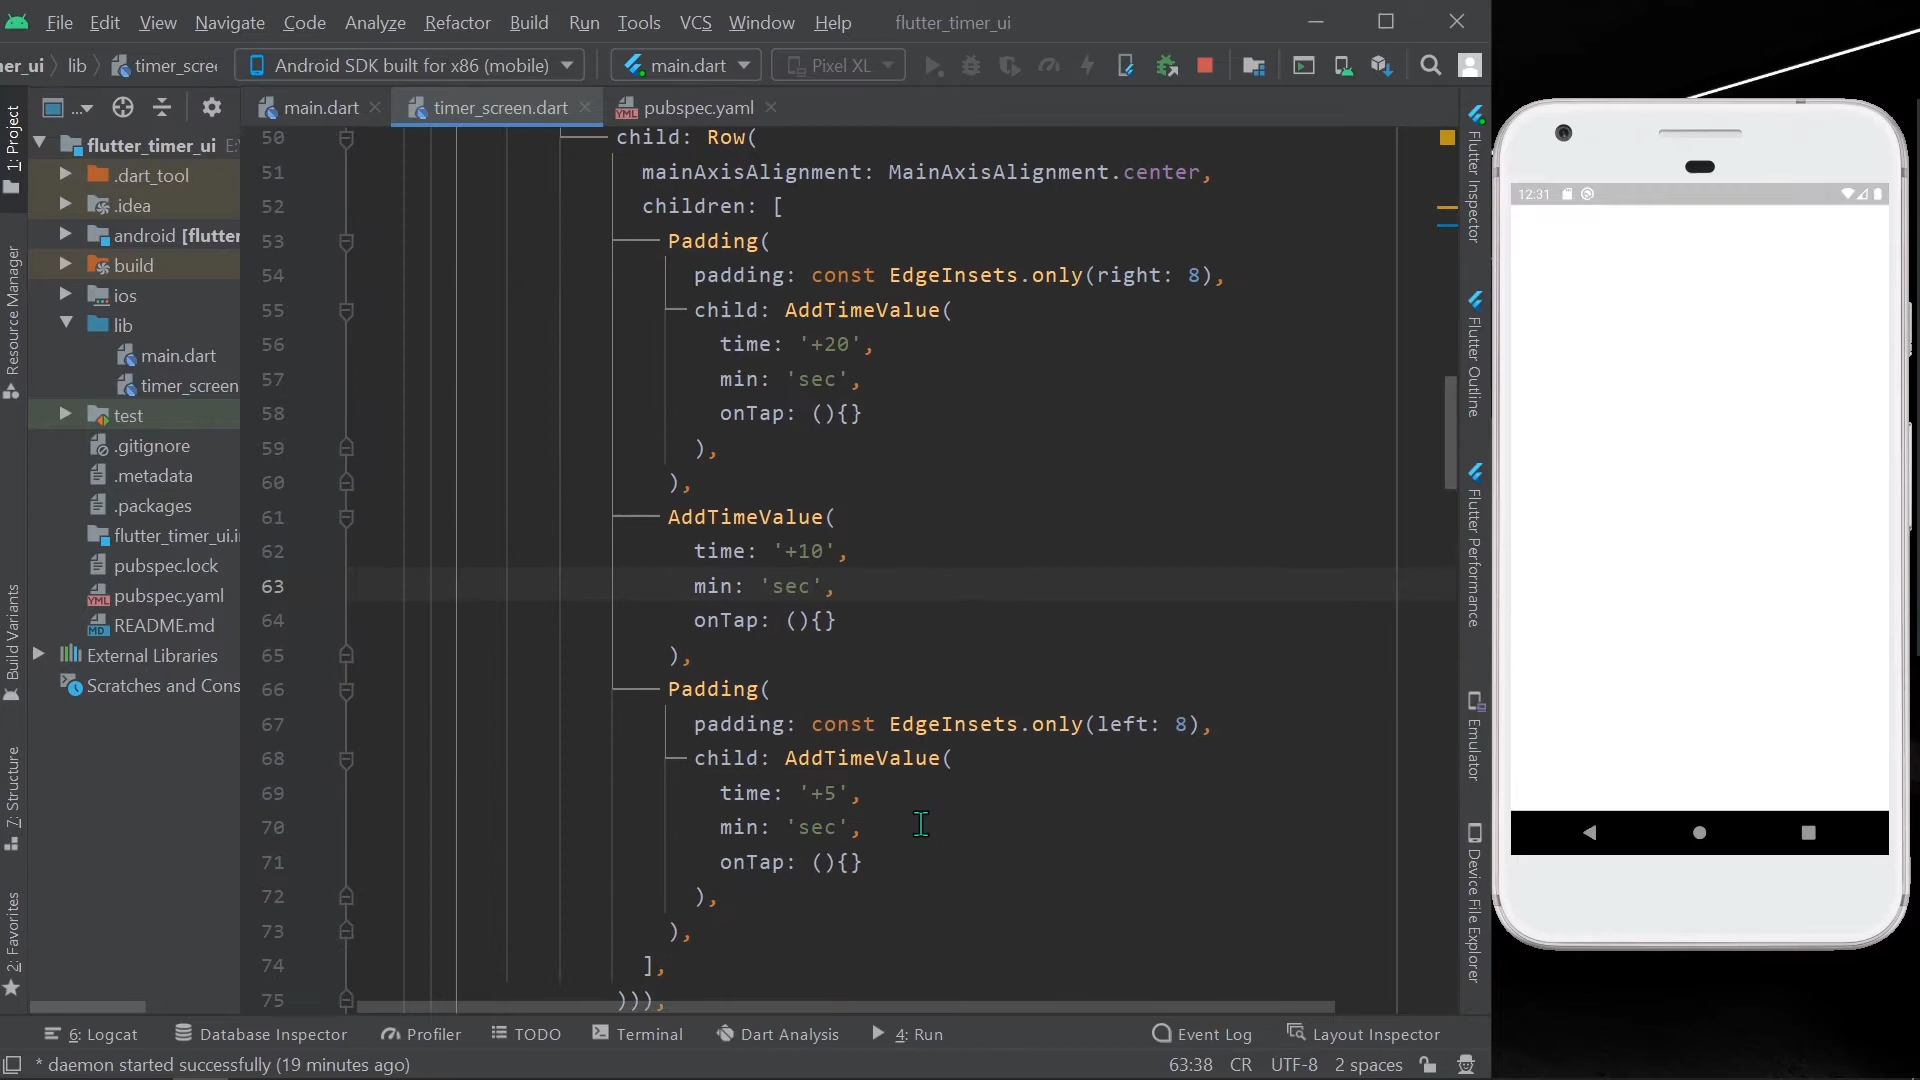 File Edit View Navigate Code Analyze Refactor Build Run Tools VCS Window Help flutter_timer_ui
er_ui lib timer_scre Android SDK built for x86 (mobile) main.dart Pixel XL
... main.dart timer_screen.dart pubspec.yaml
1: Project
Resource Manager
Build Variants
7: Structure
2: Favorites
flutter_timer_ui E:\
.dart_tool
.idea
android [flutter
build
ios
lib
main.dart
timer_screen
test
.gitignore
.metadata
.packages
flutter_timer_ui.i
pubspec.lock
pubspec.yaml
README.md
External Libraries
Scratches and Cons
50 child: Row(
51 mainAxisAlignment: MainAxisAlignment.center,
52 children: [
53 Padding(
54 padding: const EdgeInsets.only(right: 8),
55 child: AddTimeValue(
56 time: '+20',
57 min: 'sec',
58 onTap: (){}
59 ),
60 ),
61 AddTimeValue(
62 time: '+10',
63 min: 'sec',
64 onTap: (){}
65 ),
66 Padding(
67 padding: const EdgeInsets.only(left: 8),
68 child: AddTimeValue(
69 time: '+5',
70 min: 'sec',
71 onTap: (){}
72 ),
73 ),
74 ],
75 ))),
Flutter Inspector
Flutter Outline
Flutter Performance
Emulator
Device File Explorer
12:31
6: Logcat Database Inspector Profiler TODO Terminal Dart Analysis 4: Run Event Log Layout Inspector
* daemon started successfully (19 minutes ago) 63:38 CR UTF-8 2 spaces